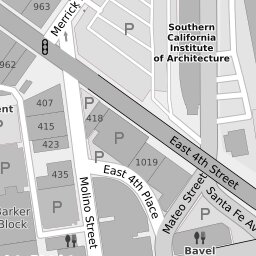 963
Merrick
Southern
California
Institute
of Architecture
962
ent
407
P
418
415
P
423
East 4th Street
435
P
East 4th Place
1019
Molino Street
Mateo Street
Santa Fe Av
Barker
Block
Bavel
P
P